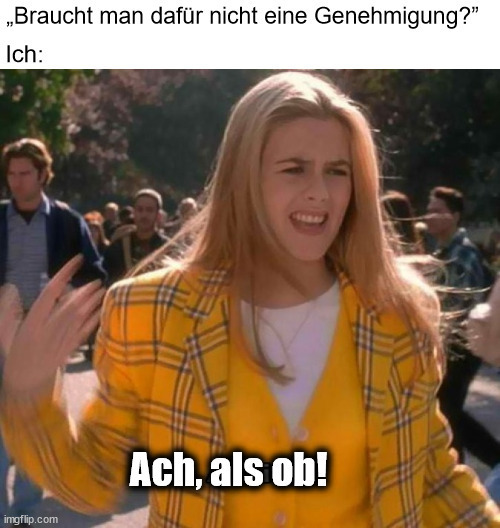 „Braucht man dafür nicht eine Genehmigung?”
Ich:
Ach, als ob!
imgflip.com